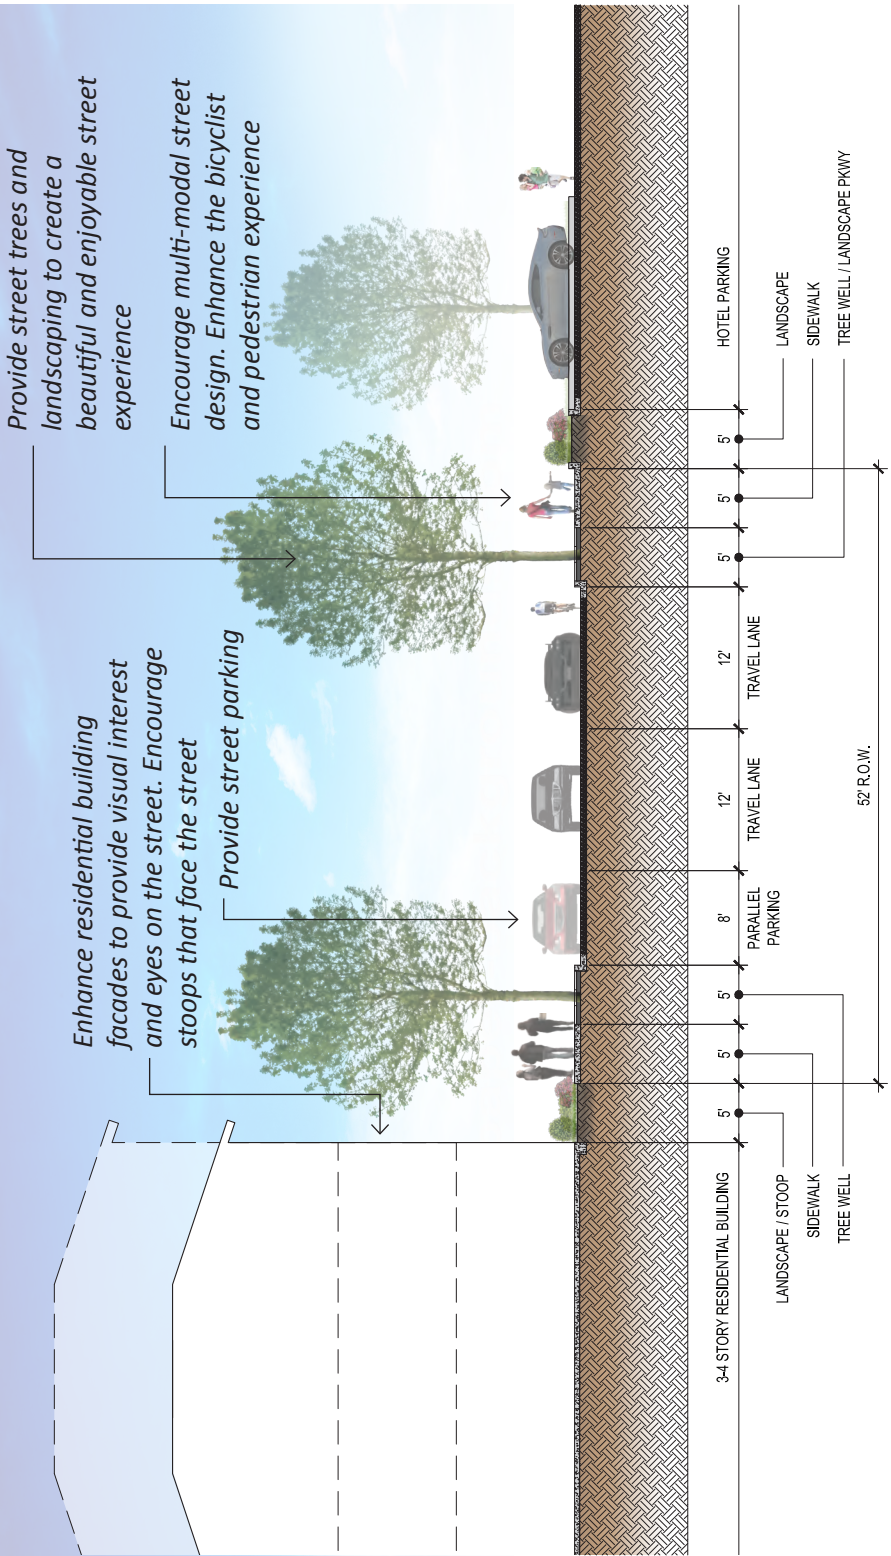 Enhance residential building
facades to provide visual interest
and eyes on the street. Encourage
stoops that face the street
Provide street parking
Provide street trees and
landscaping to create a
beautiful and enjoyable street
experience
Encourage multi-modal street
design. Enhance the bicyclist
and pedestrian experience
3-4 STORY RESIDENTIAL BUILDING
5'
5'
5'
8'
12'
12'
5'
5'
5'
HOTEL PARKING
PARALLEL
PARKING
TRAVEL LANE
TRAVEL LANE
LANDSCAPE / STOOP
SIDEWALK
TREE WELL
LANDSCAPE
SIDEWALK
TREE WELL / LANDSCAPE PKWY
52' R.O.W.